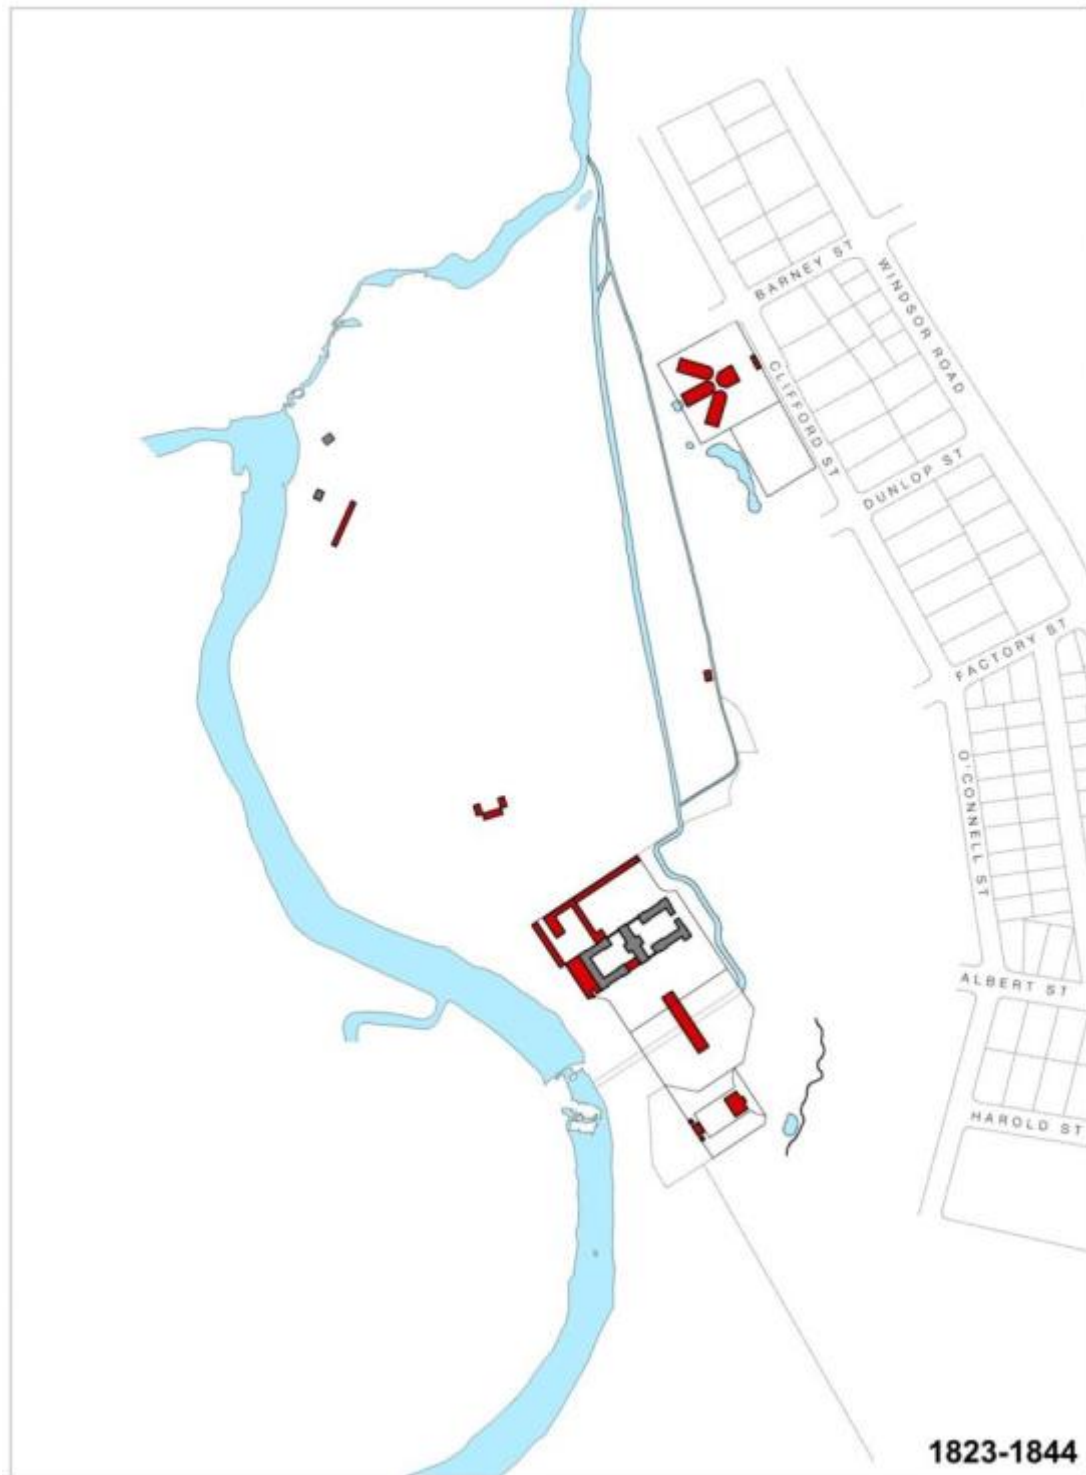 BARNEY ST
WINDSOR ROAD
CLIFFORD ST
DUNLOP ST
FACTORY ST
O'CONNELL ST
ALBERT ST
HAROLD ST
1823-1844